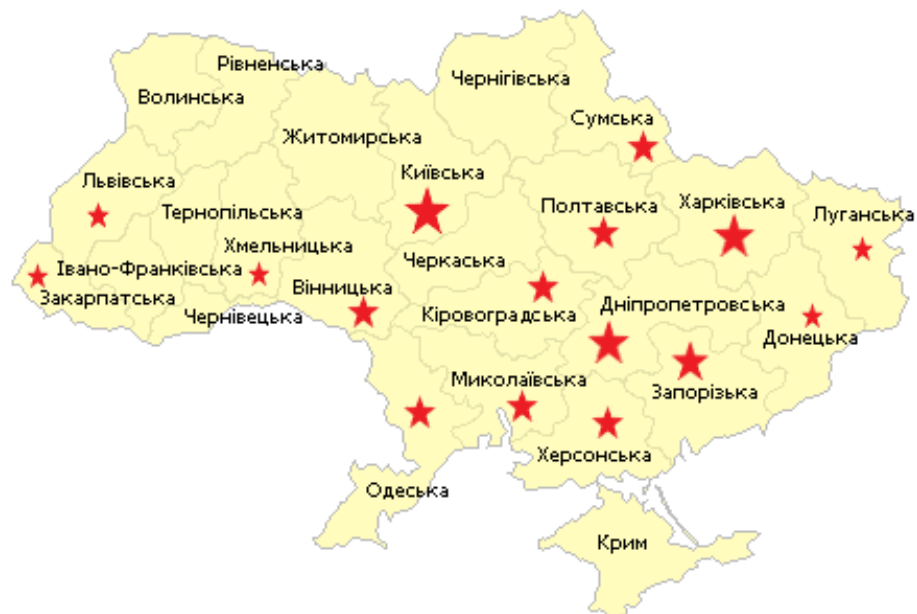 Рівненська
Чернігівська
Волинська
Сумська
Житомирська
Київська
Львівська
Харківська
Полтавська
Тернопільська
Луганська
Хмельницька
Черкаська
Івано-Франківська
Вінницька
Закарпатська
Дніпропетровська
Чернівецька
Кіровоградська
Донецька
Миколаївська
Запорізька
Херсонська
Одеська
Крим